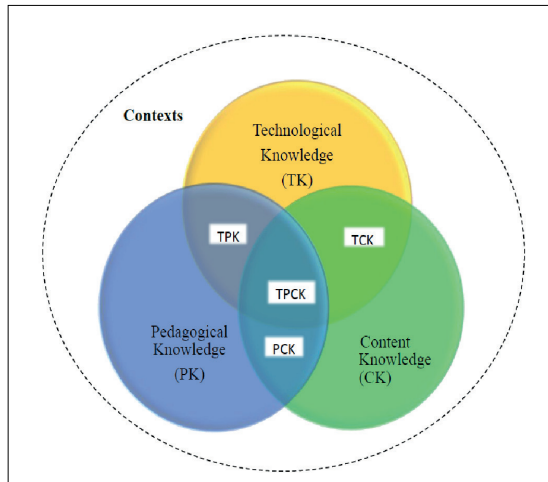 Contexts
Technological
Knowledge
(TK)
TPK
TCK
TPCK
Pedagogical
Knowledge
(PK)
PCK
Content
Knowledge
(CK)